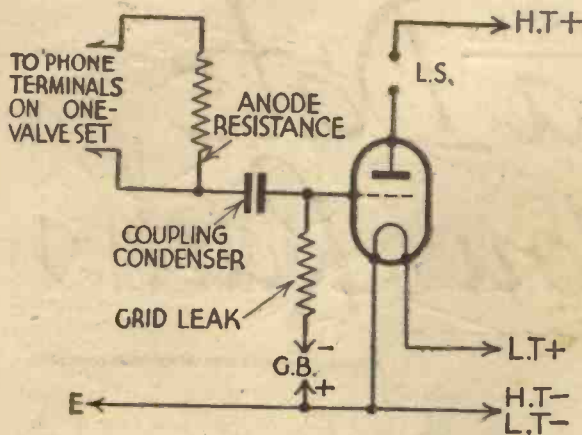 H.T+
L.S.
TO PHONE
TERMINALS
ON ONE-
VALVE SET
ANODE
RESISTANCE
COUPLING
CONDENSER
GRID LEAK
-
G.B.
+
L.T+
E
H.T-
L.T-